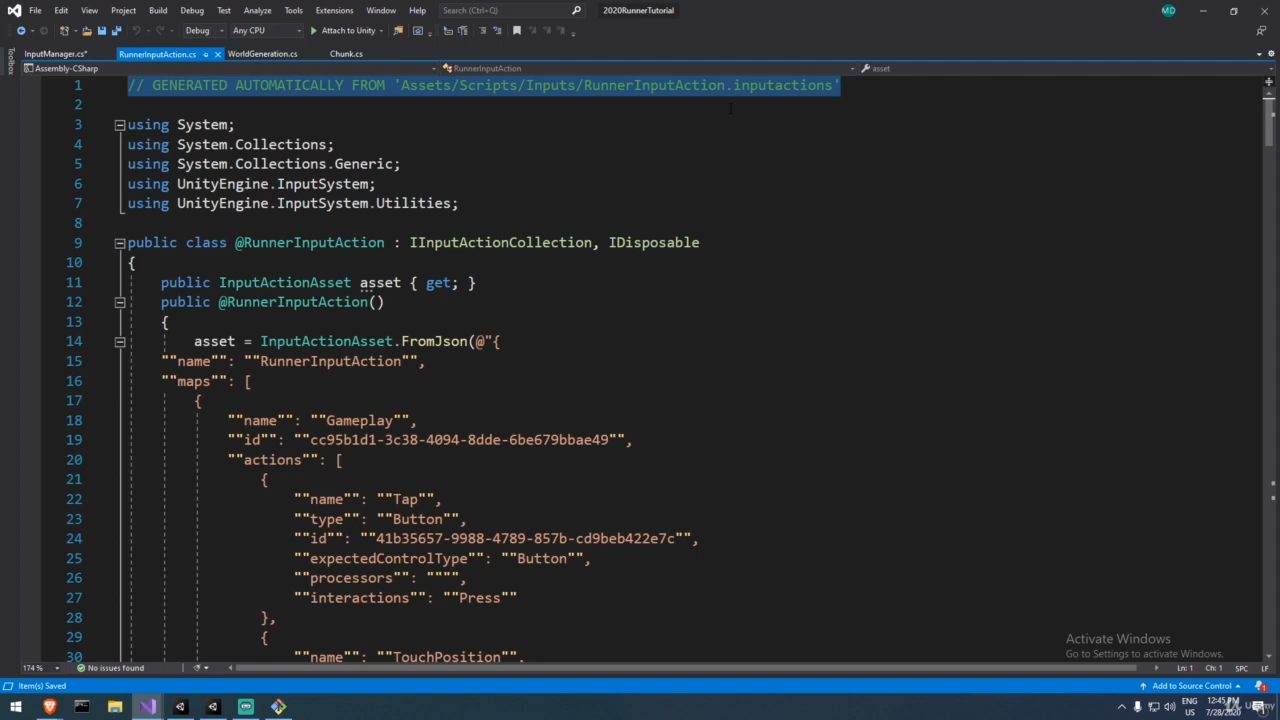 File Edit View Project Build Debug Test Analyze Tools Extensions Window Help Search (Ctrl+Q) 2020RunnerTutorial MD
Debug Any CPU Attach to Unity
InputManager.cs* RunnerInputAction.cs WorldGeneration.cs Chunk.cs
Toolbox
Assembly-CSharp RunnerInputAction asset
1 // GENERATED AUTOMATICALLY FROM 'Assets/Scripts/Inputs/RunnerInputAction.inputactions'
2
3 using System;
4 using System.Collections;
5 using System.Collections.Generic;
6 using UnityEngine.InputSystem;
7 using UnityEngine.InputSystem.Utilities;
8
9 public class @RunnerInputAction : IInputActionCollection, IDisposable
10 {
11 public InputActionAsset asset { get; }
12 public @RunnerInputAction()
13 {
14 asset = InputActionAsset.FromJson(@"{
15 ""name"": ""RunnerInputAction"",
16 ""maps"": [
17 {
18 ""name"": ""Gameplay"",
19 ""id"": ""cc95b1d1-3c38-4094-8dde-6be679bbae49"",
20 ""actions"": [
21 {
22 ""name"": ""Tap"",
23 ""type"": ""Button"",
24 ""id"": ""41b35657-9988-4789-857b-cd9beb422e7c"",
25 ""expectedControlType"": ""Button"",
26 ""processors"": """",
27 ""interactions"": ""Press""
28 },
29 {
30 ""name"": ""TouchPosition"",
Activate Windows
Go to Settings to activate Windows.
174 % No issues found Ln: 1 Ch: 1 SPC LF
Item(s) Saved Add to Source Control 1
ENG 12:45 PM
US 7/28/2020
Udemy